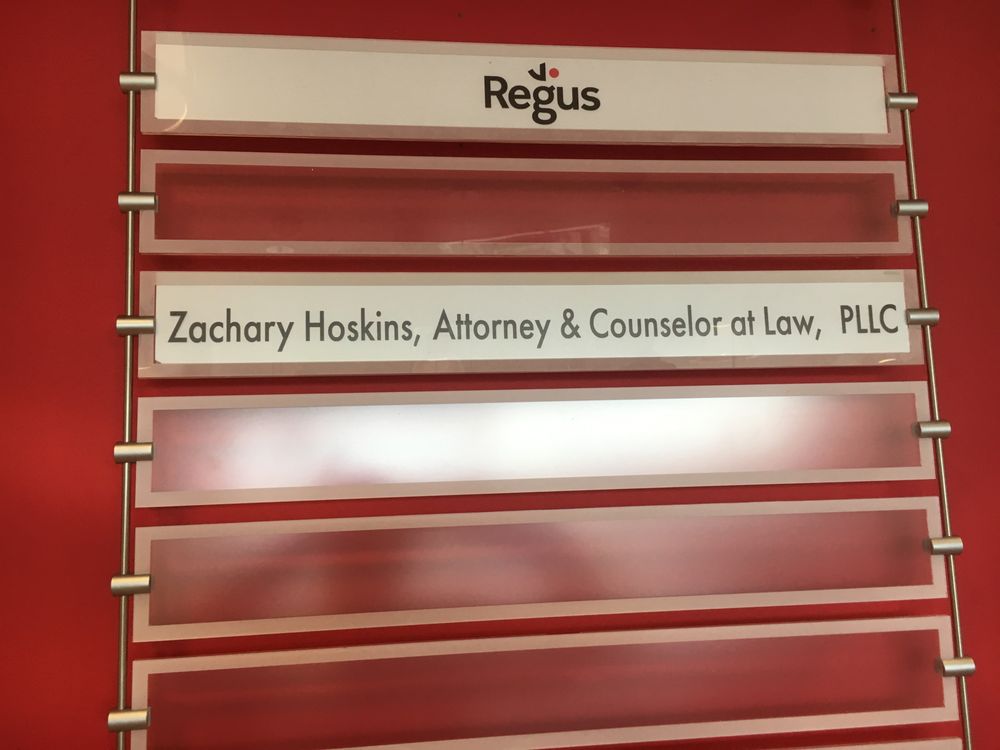 Regus
Zachary Hoskins, Attorney & Counselor at Law, PLLC